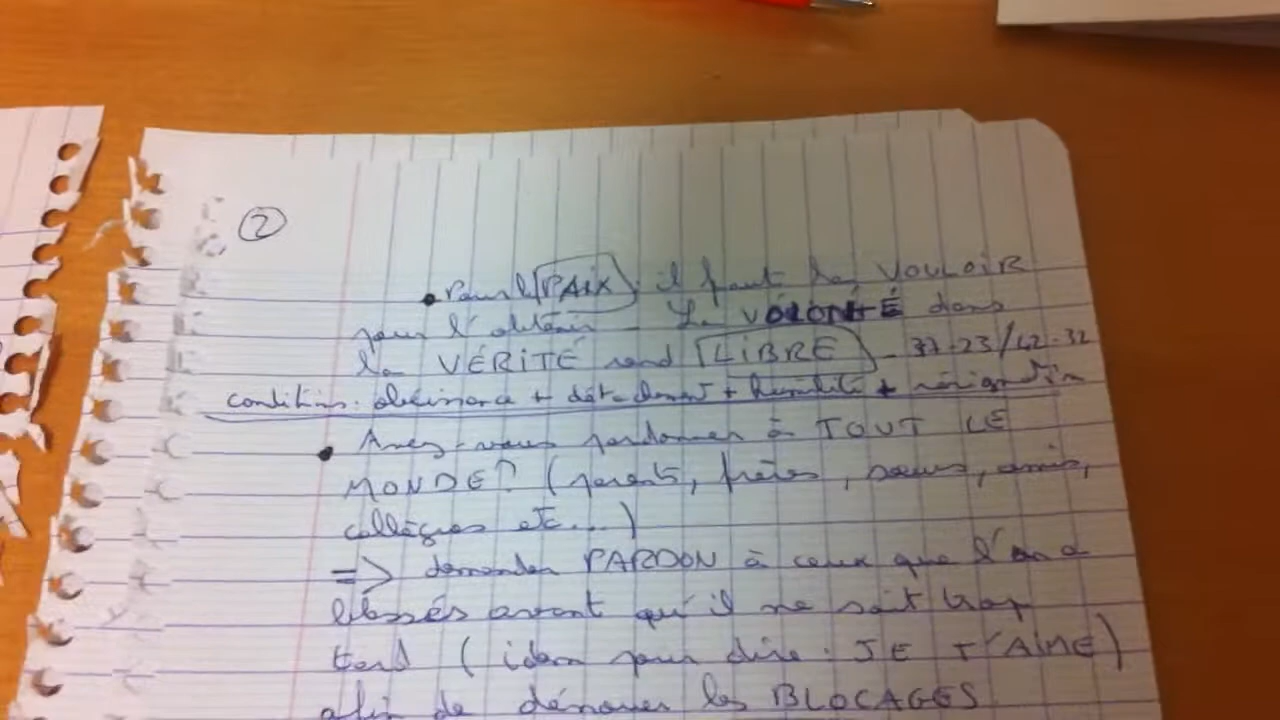 ②
• Pour la PAIX, il faut la VOULOIR
pour l'obtenir _ La VOLONTÉ dans
la VÉRITÉ rend LIBRE _ 37.23/42.32
conditions: obéissance + détachement + humilité + résignation
• Avez-vous pardonner à TOUT LE
MONDE? (parents, frères, sœurs, amis,
collègues etc...)
=> demander PARDON à ceux que l'on a
blessés avant qu'il ne soit trop
tard (idem pour dire: JE T'AIME)
afin de dénouer les BLOCAGES